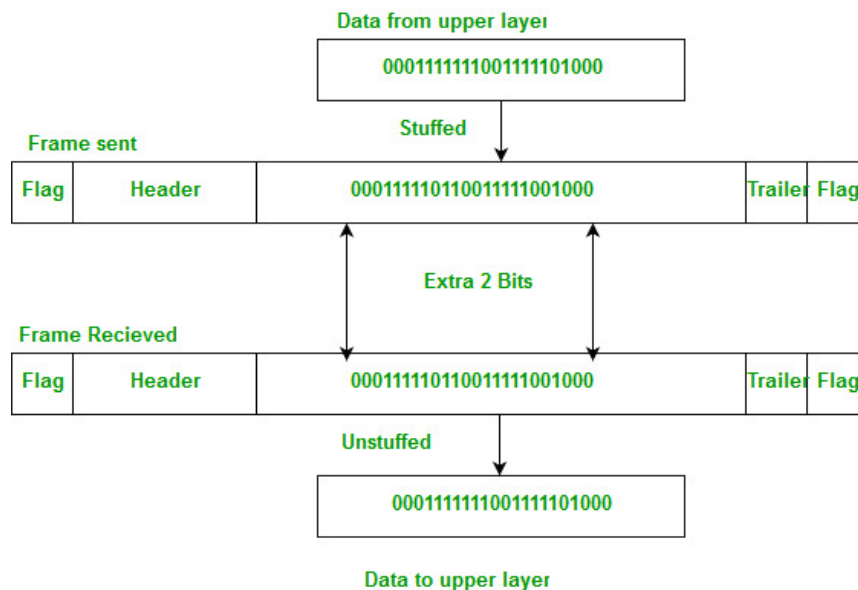 Data from upper layer
0001111111001111101000
Stuffed
Frame sent
Flag Header 000111110110011111001000 Trailer Flag
Extra 2 Bits
Frame Recieved
Flag Header 000111110110011111001000 Trailer Flag
Unstuffed
0001111111001111101000
Data to upper layer